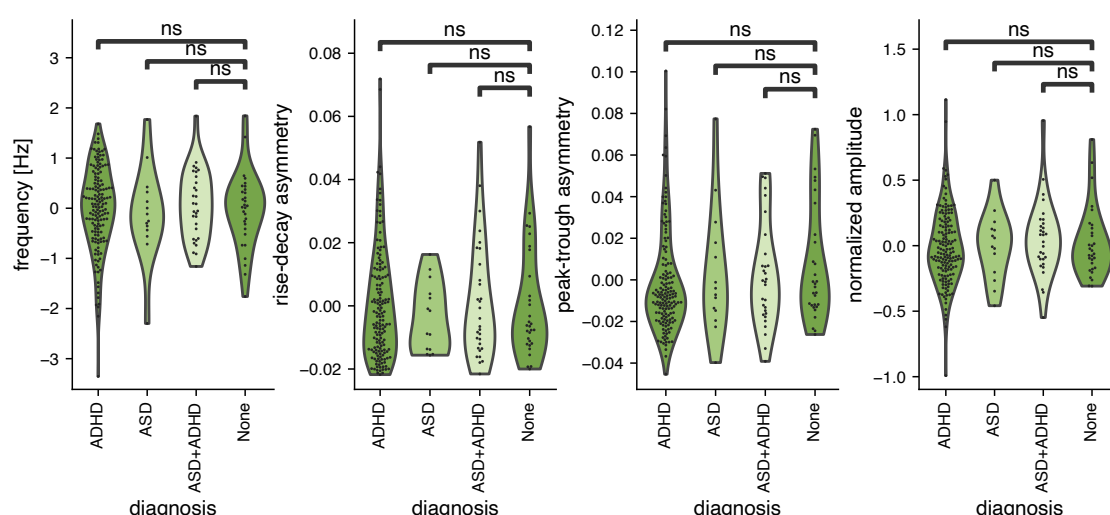 frequency [Hz]
3
2
1
0
−1
−2
−3
ns
ns
ns
ADHD
ASD
ASD+ADHD
None
diagnosis
rise-decay asymmetry
0.08
0.06
0.04
0.02
0.00
−0.02
ns
ns
ns
ADHD
ASD
ASD+ADHD
None
diagnosis
peak-trough asymmetry
0.12
0.10
0.08
0.06
0.04
0.02
0.00
−0.02
−0.04
ns
ns
ns
ADHD
ASD
ASD+ADHD
None
diagnosis
normalized amplitude
1.5
1.0
0.5
0.0
−0.5
−1.0
ns
ns
ns
ADHD
ASD
ASD+ADHD
None
diagnosis